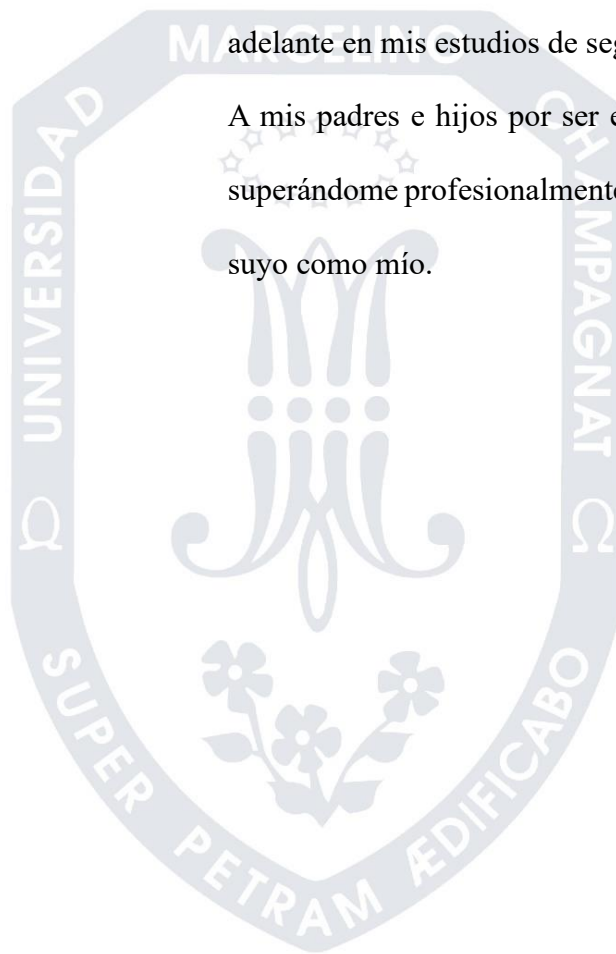 adelante en mis estudios de seg
A mis padres e hijos por ser e
superándome profesionalmente
suyo como mío.
UNIVERSIDAD MARCELINO CHAMPAGNAT
SUPER PETRAM ÆDIFICABO